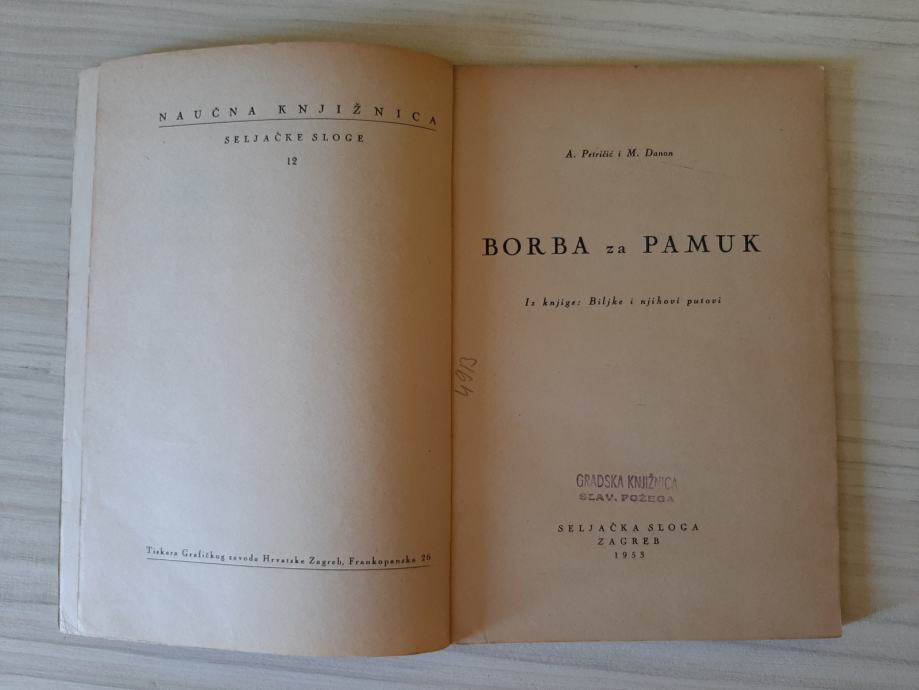 NAUČNA KNJIŽNICA
SELJAČKE SLOGE
12
Tiskara Grafičkog zavoda Hrvatske Zagreb, Frankopanska 26
A. Petričić i M. Danon
BORBA za PAMUK
Iz knjige: Biljke i njihovi putovi
4913
GRADSKA KNJIŽNICA
SLAV. POŽEGA
SELJAČKA SLOGA
ZAGREB
1953